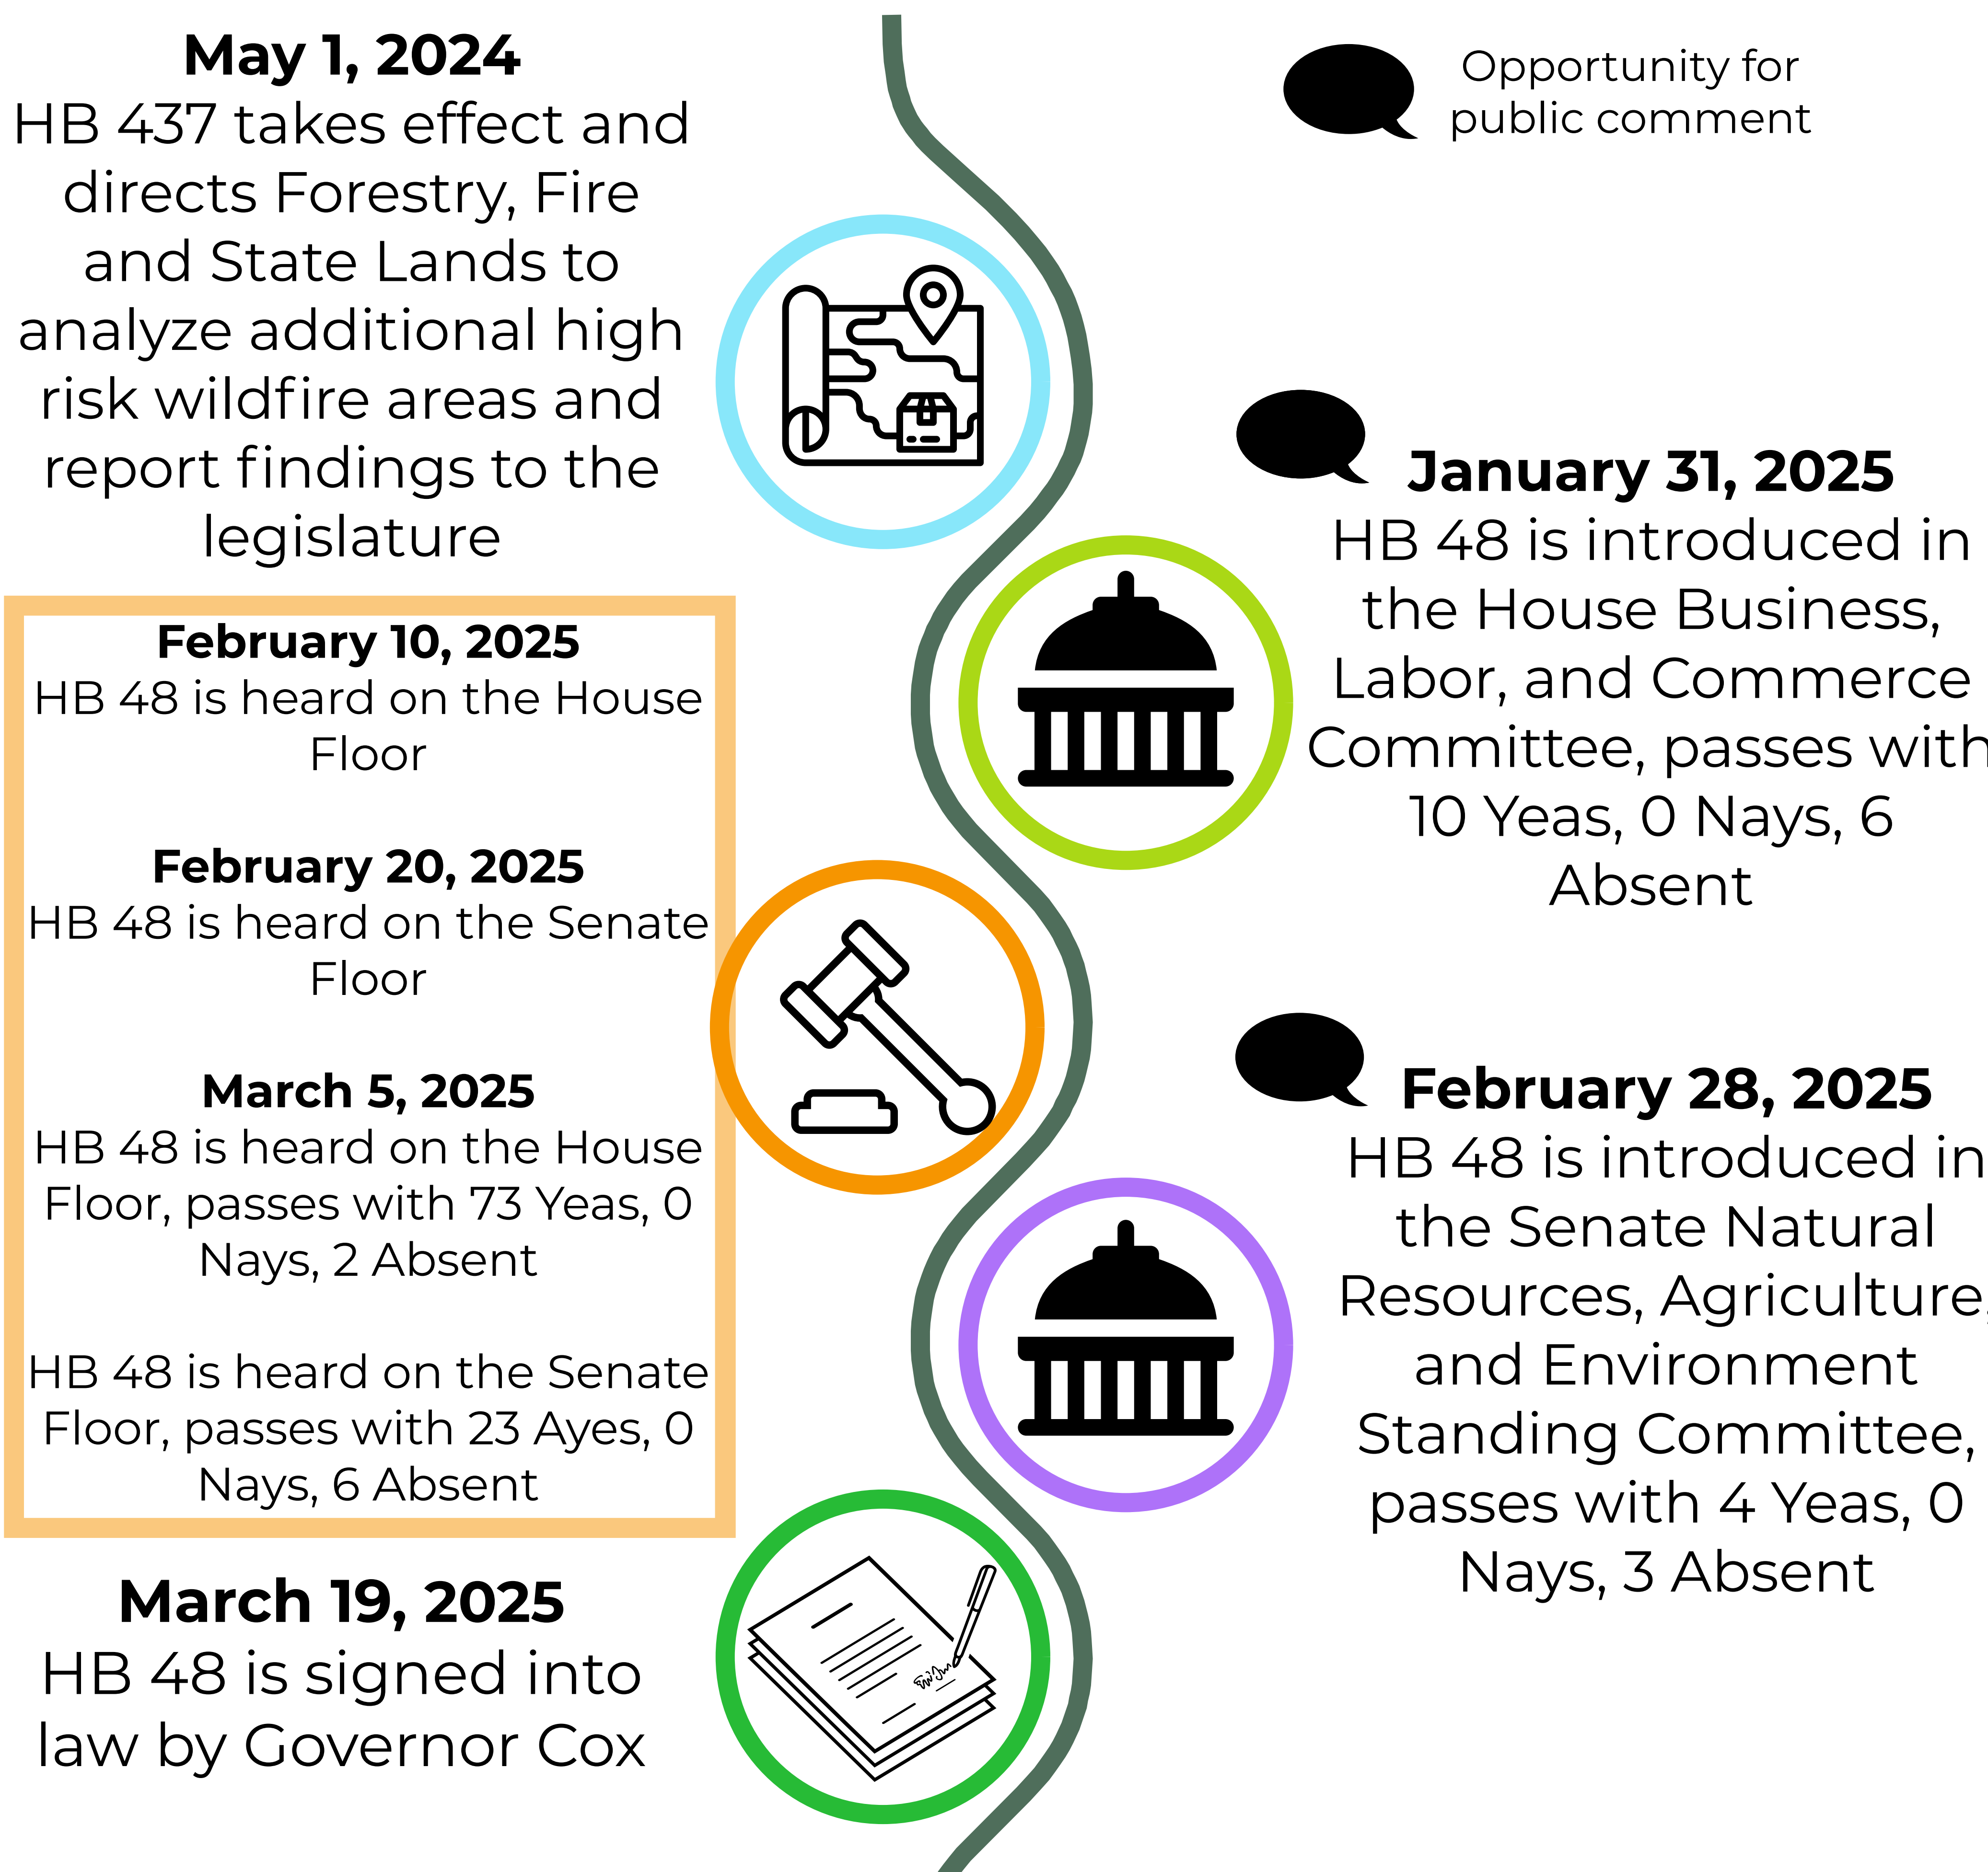 May 1, 2024
HB 437 takes effect and
directs Forestry, Fire
and State Lands to
analyze additional high
risk wildfire areas and
report findings to the
legislature
Opportunity for
public comment
January 31, 2025
HB 48 is introduced in
the House Business,
Labor, and Commerce
Committee, passes with
10 Yeas, 0 Nays, 6
Absent
February 10, 2025
HB 48 is heard on the House
Floor
February 20, 2025
HB 48 is heard on the Senate
Floor
March 5, 2025
HB 48 is heard on the House
Floor, passes with 73 Yeas, 0
Nays, 2 Absent
HB 48 is heard on the Senate
Floor, passes with 23 Ayes, 0
Nays, 6 Absent
February 28, 2025
HB 48 is introduced in
the Senate Natural
Resources, Agriculture,
and Environment
Standing Committee,
passes with 4 Yeas, 0
Nays, 3 Absent
March 19, 2025
HB 48 is signed into
law by Governor Cox